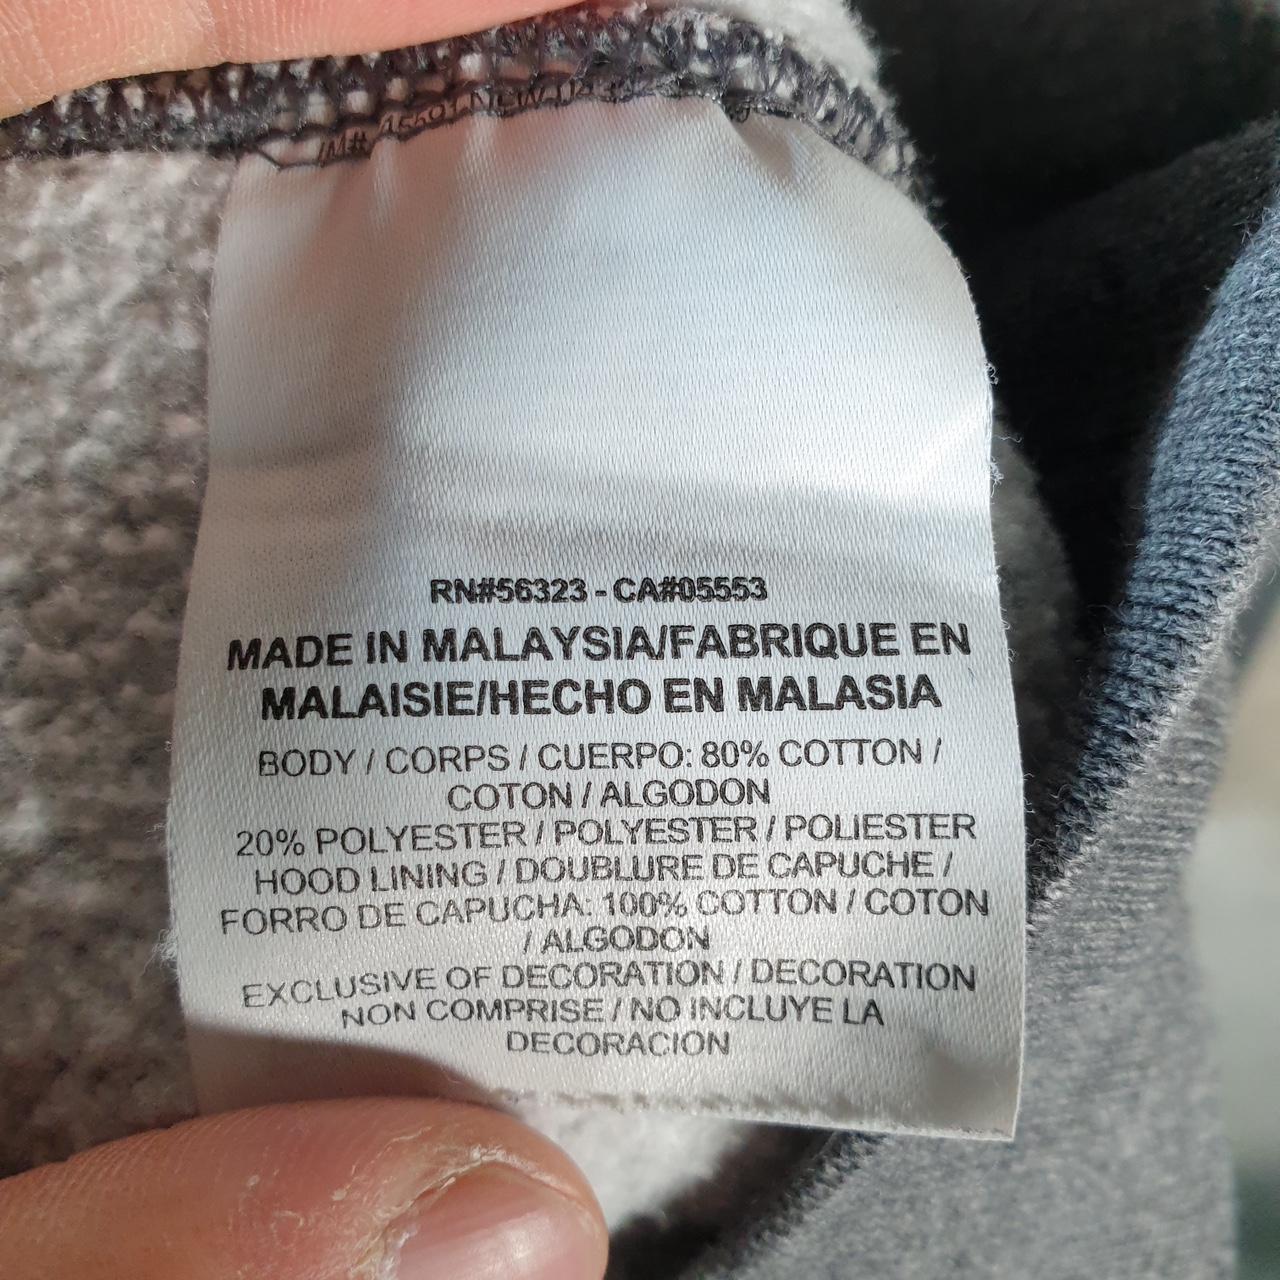 RN#56323 - CA#05553
MADE IN MALAYSIA/FABRIQUE EN
MALAISIE/HECHO EN MALASIA
BODY / CORPS / CUERPO: 80% COTTON /
COTON / ALGODON
20% POLYESTER / POLYESTER / POLIESTER
HOOD LINING / DOUBLURE DE CAPUCHE /
FORRO DE CAPUCHA: 100% COTTON / COTON
/ ALGODON
EXCLUSIVE OF DECORATION / DECORATION
NON COMPRISE / NO INCLUYE LA
DECORACION